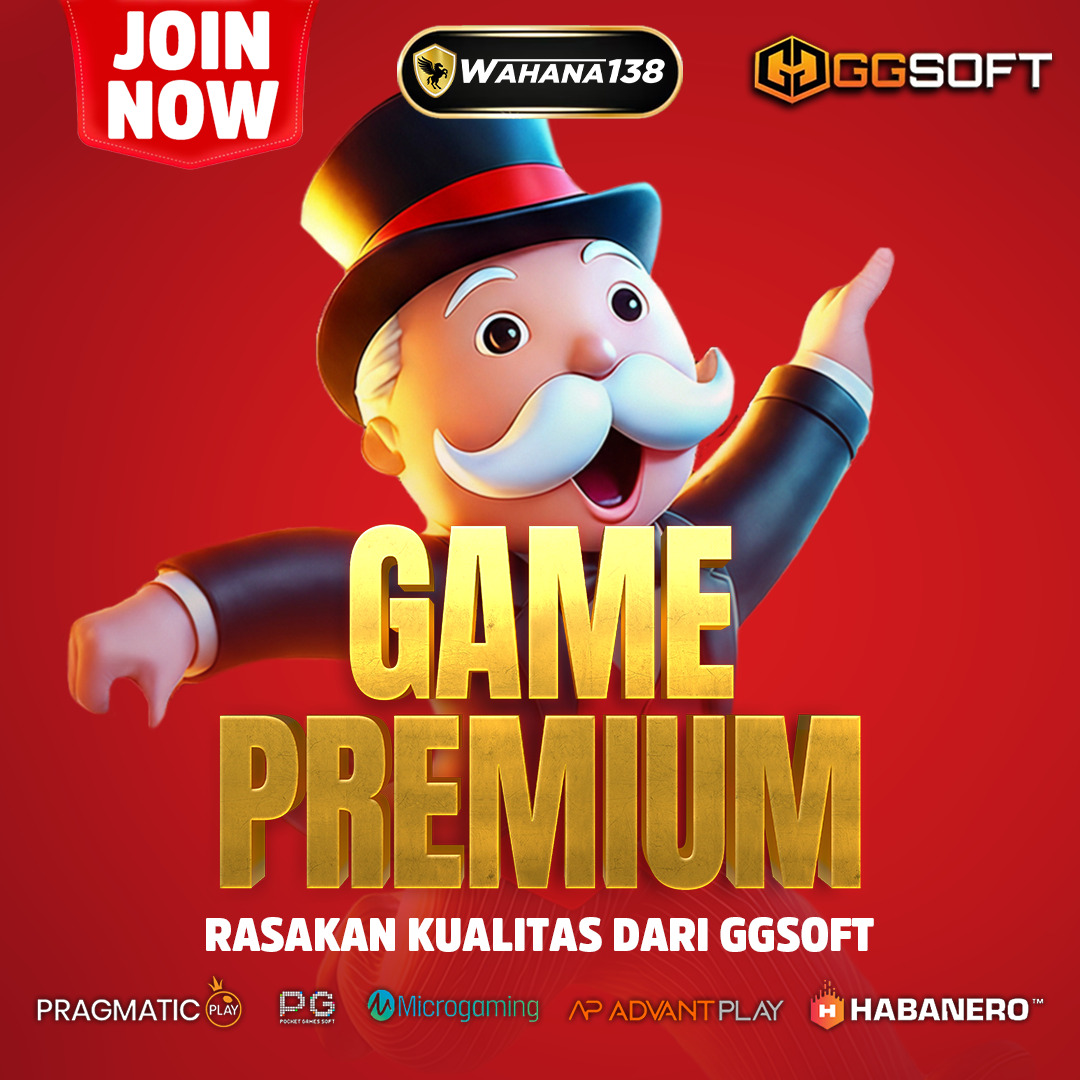 JOIN
NOW
WAHANA138
GGSOFT
GAME
PREMIUM
RASAKAN KUALITAS DARI GGSOFT
PRAGMATIC PLAY
PG
POCKET GAMES SOFT
Microgaming
AP ADVANTPLAY
HABANERO™